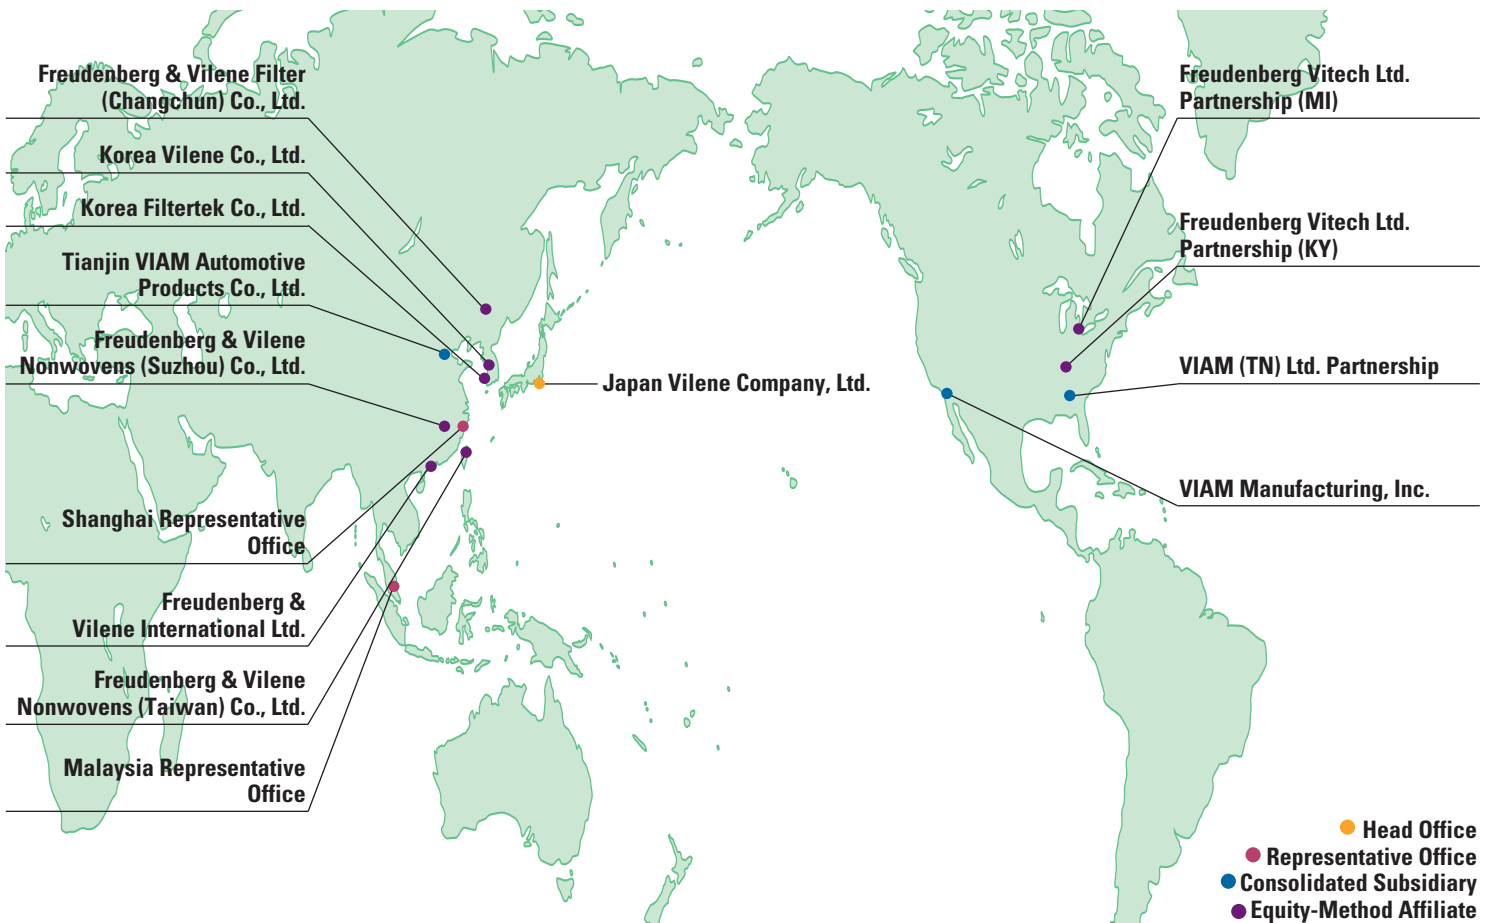 Freudenberg & Vilene Filter
(Changchun) Co., Ltd.
Korea Vilene Co., Ltd.
Korea Filtertek Co., Ltd.
Tianjin VIAM Automotive
Products Co., Ltd.
Freudenberg & Vilene
Nonwovens (Suzhou) Co., Ltd.
Shanghai Representative
Office
Freudenberg &
Vilene International Ltd.
Freudenberg & Vilene
Nonwovens (Taiwan) Co., Ltd.
Malaysia Representative
Office
Japan Vilene Company, Ltd.
Freudenberg Vitech Ltd.
Partnership (MI)
Freudenberg Vitech Ltd.
Partnership (KY)
VIAM (TN) Ltd. Partnership
VIAM Manufacturing, Inc.
Head Office
Representative Office
Consolidated Subsidiary
Equity-Method Affiliate